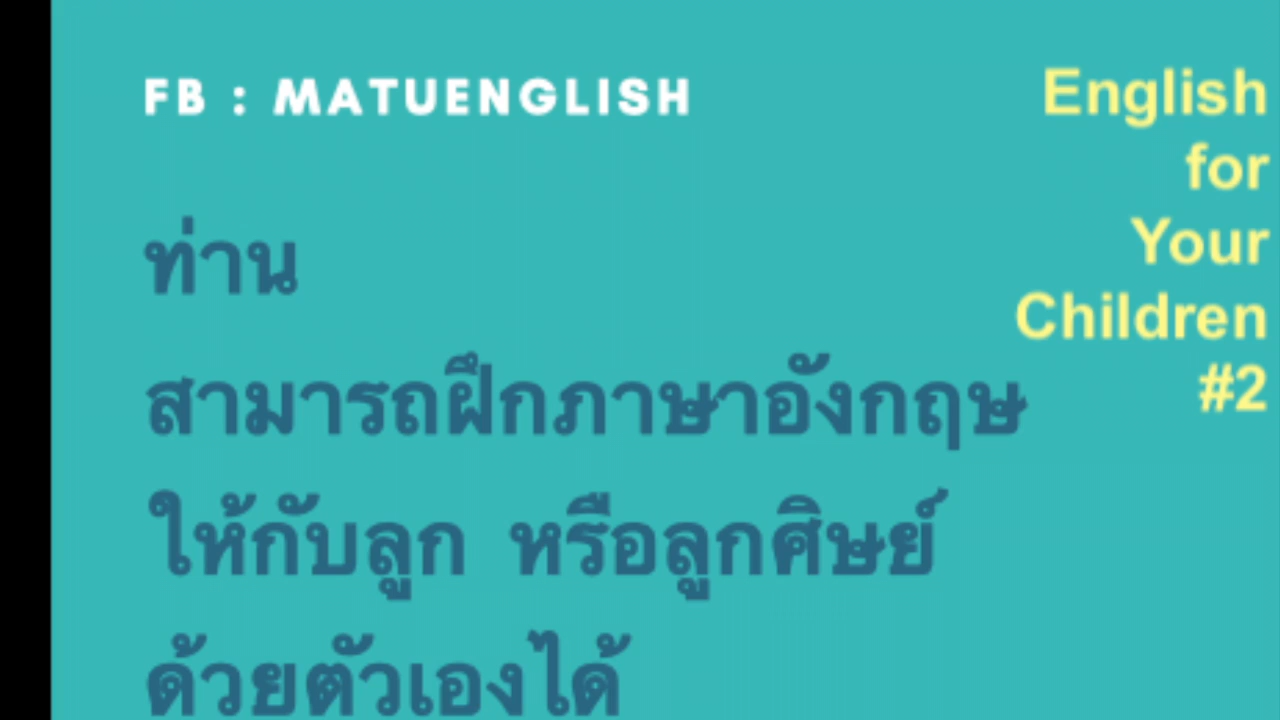 FB : MATUENGLISH
ท่าน
สามารถฝึกภาษาอังกฤษ
ให้กับลูก หรือลูกศิษย์
ด้วยตัวเองได้
English
for
Your
Children
#2